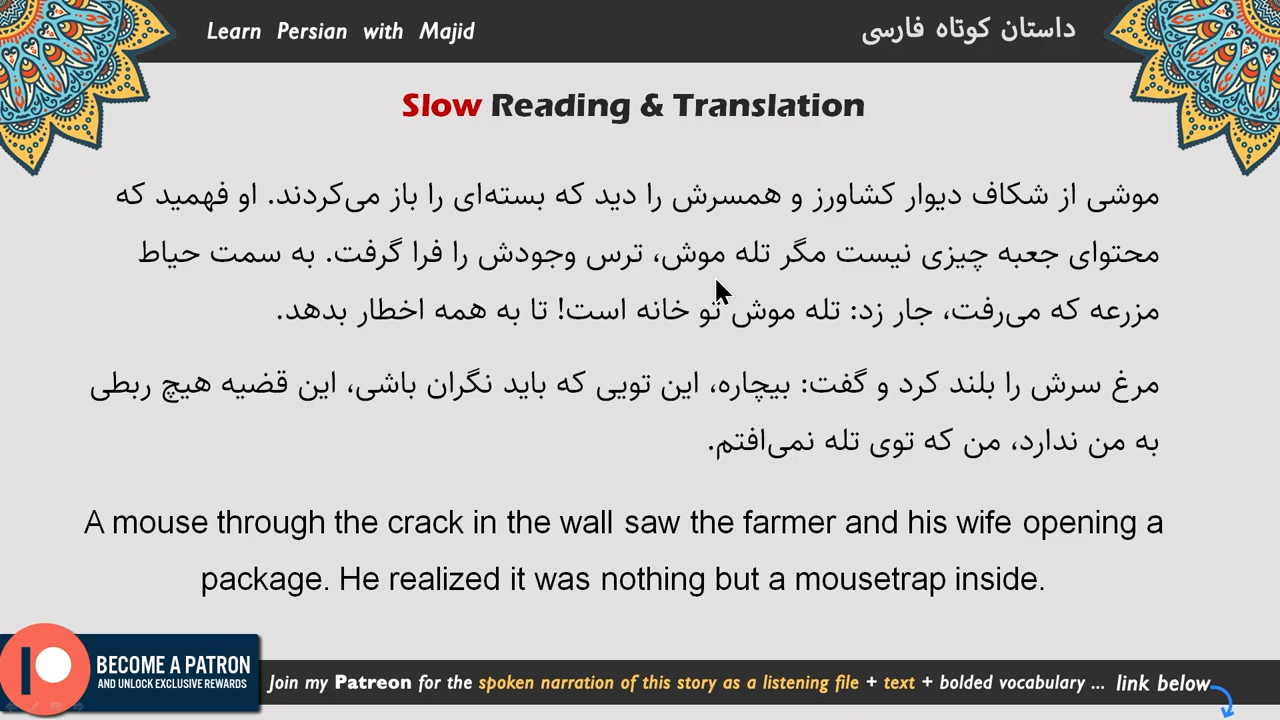 Learn Persian with Majid
داستان کوتاه فارسی
Slow Reading & Translation
موشی از شکاف دیوار کشاورز و همسرش را دید که بسته‌ای را باز می‌کردند. او فهمید که
محتوای جعبه چیزی نیست مگر تله موش، ترس وجودش را فرا گرفت. به سمت حیاط
مزرعه که می‌رفت، جار زد: تله موش تو خانه است! تا به همه اخطار بدهد.
مرغ سرش را بلند کرد و گفت: بیچاره، این تویی که باید نگران باشی، این قضیه هیچ ربطی
به من ندارد، من که توی تله نمی‌افتم.
A mouse through the crack in the wall saw the farmer and his wife opening a
package. He realized it was nothing but a mousetrap inside.
BECOME A PATRON
AND UNLOCK EXCLUSIVE REWARDS
Join my Patreon for the spoken narration of this story as a listening file + text + bolded vocabulary ... link below